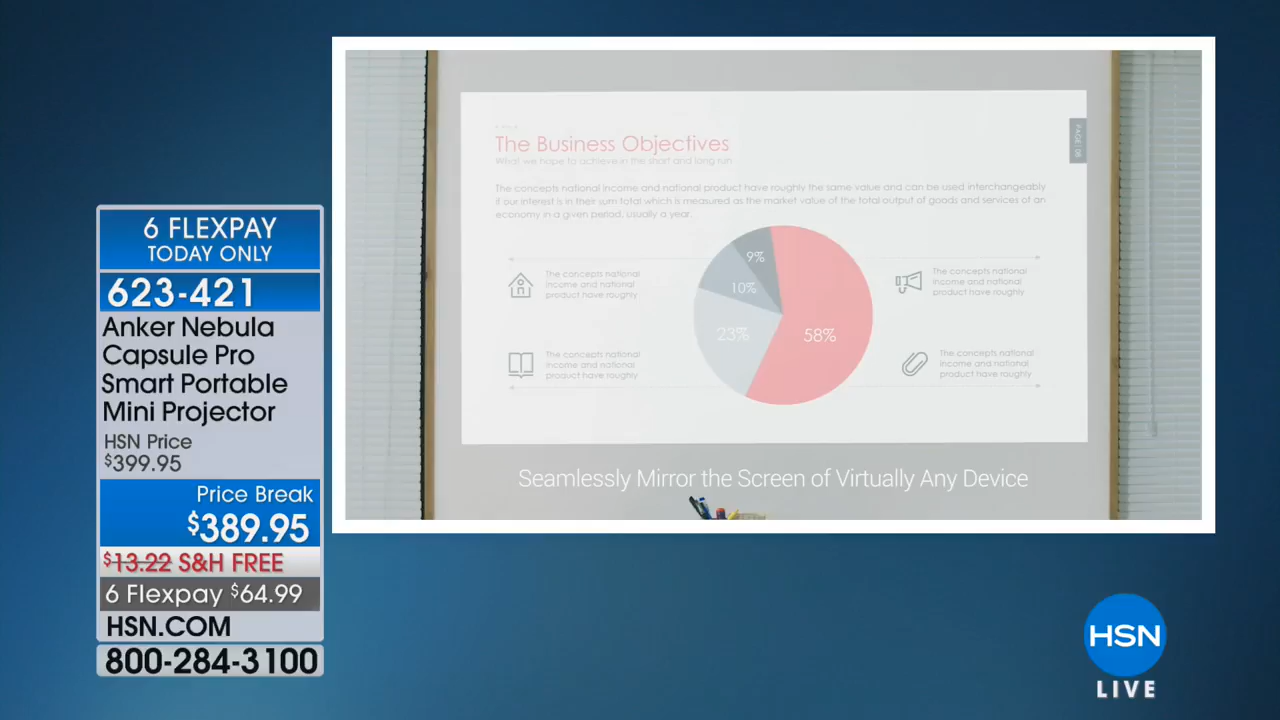 6 FLEXPAY
TODAY ONLY
623-421
Anker Nebula
Capsule Pro
Smart Portable
Mini Projector
HSN Price
$399.95
Price Break
$389.95
$13.22 S&H FREE
6 Flexpay $64.99
HSN.COM
800-284-3100
The Business Objectives
What we hope to achieve in the short and long run
PAGE: 06
The concepts national income and national product have roughly the same value and can be used interchangeably
if our interest is in their sum total which is measured as the market value of the total output of goods and services of an
economy in a given period, usually a year.
The concepts national
income and national
product have roughly
The concepts national
income and national
product have roughly
9%
10%
23%
58%
The concepts national
income and national
product have roughly
The concepts national
income and national
product have roughly
Seamlessly Mirror the Screen of Virtually Any Device
HSN
LIVE